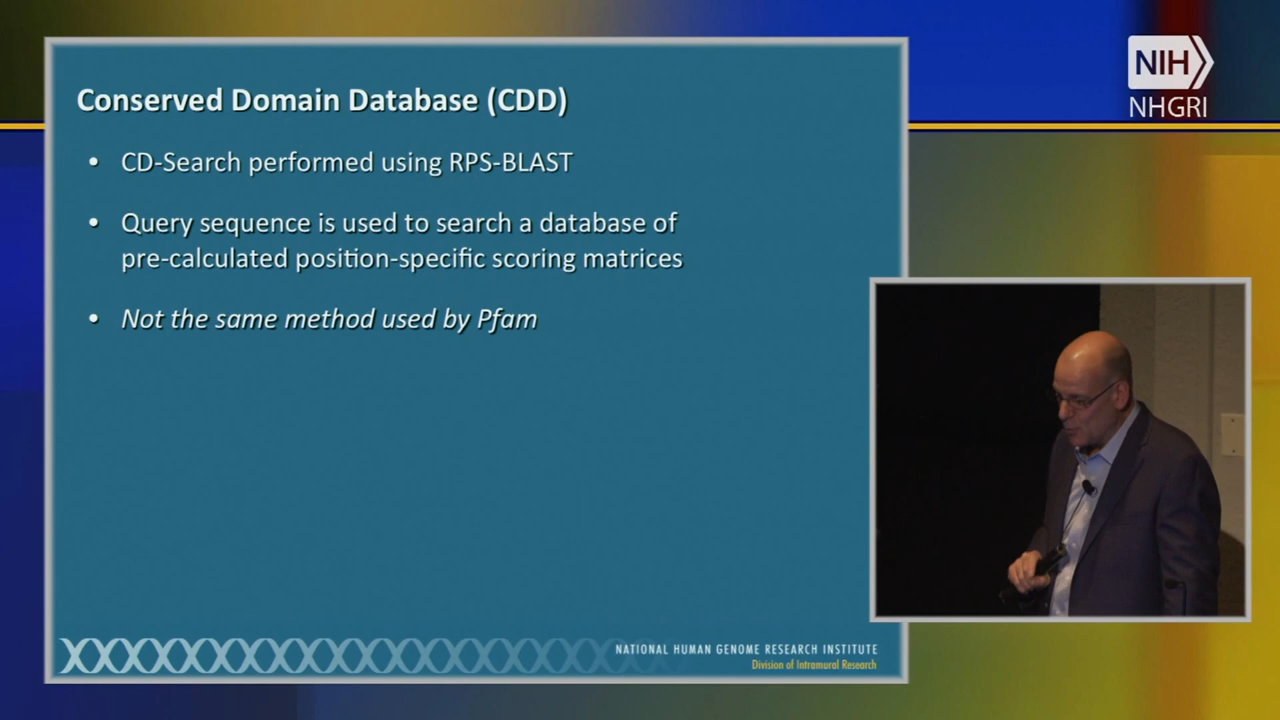 NIH
NHGRI
Conserved Domain Database (CDD)
• CD-Search performed using RPS-BLAST
• Query sequence is used to search a database of
pre-calculated position-specific scoring matrices
• Not the same method used by Pfam
NATIONAL HUMAN GENOME RESEARCH INSTITUTE
Division of Intramural Research